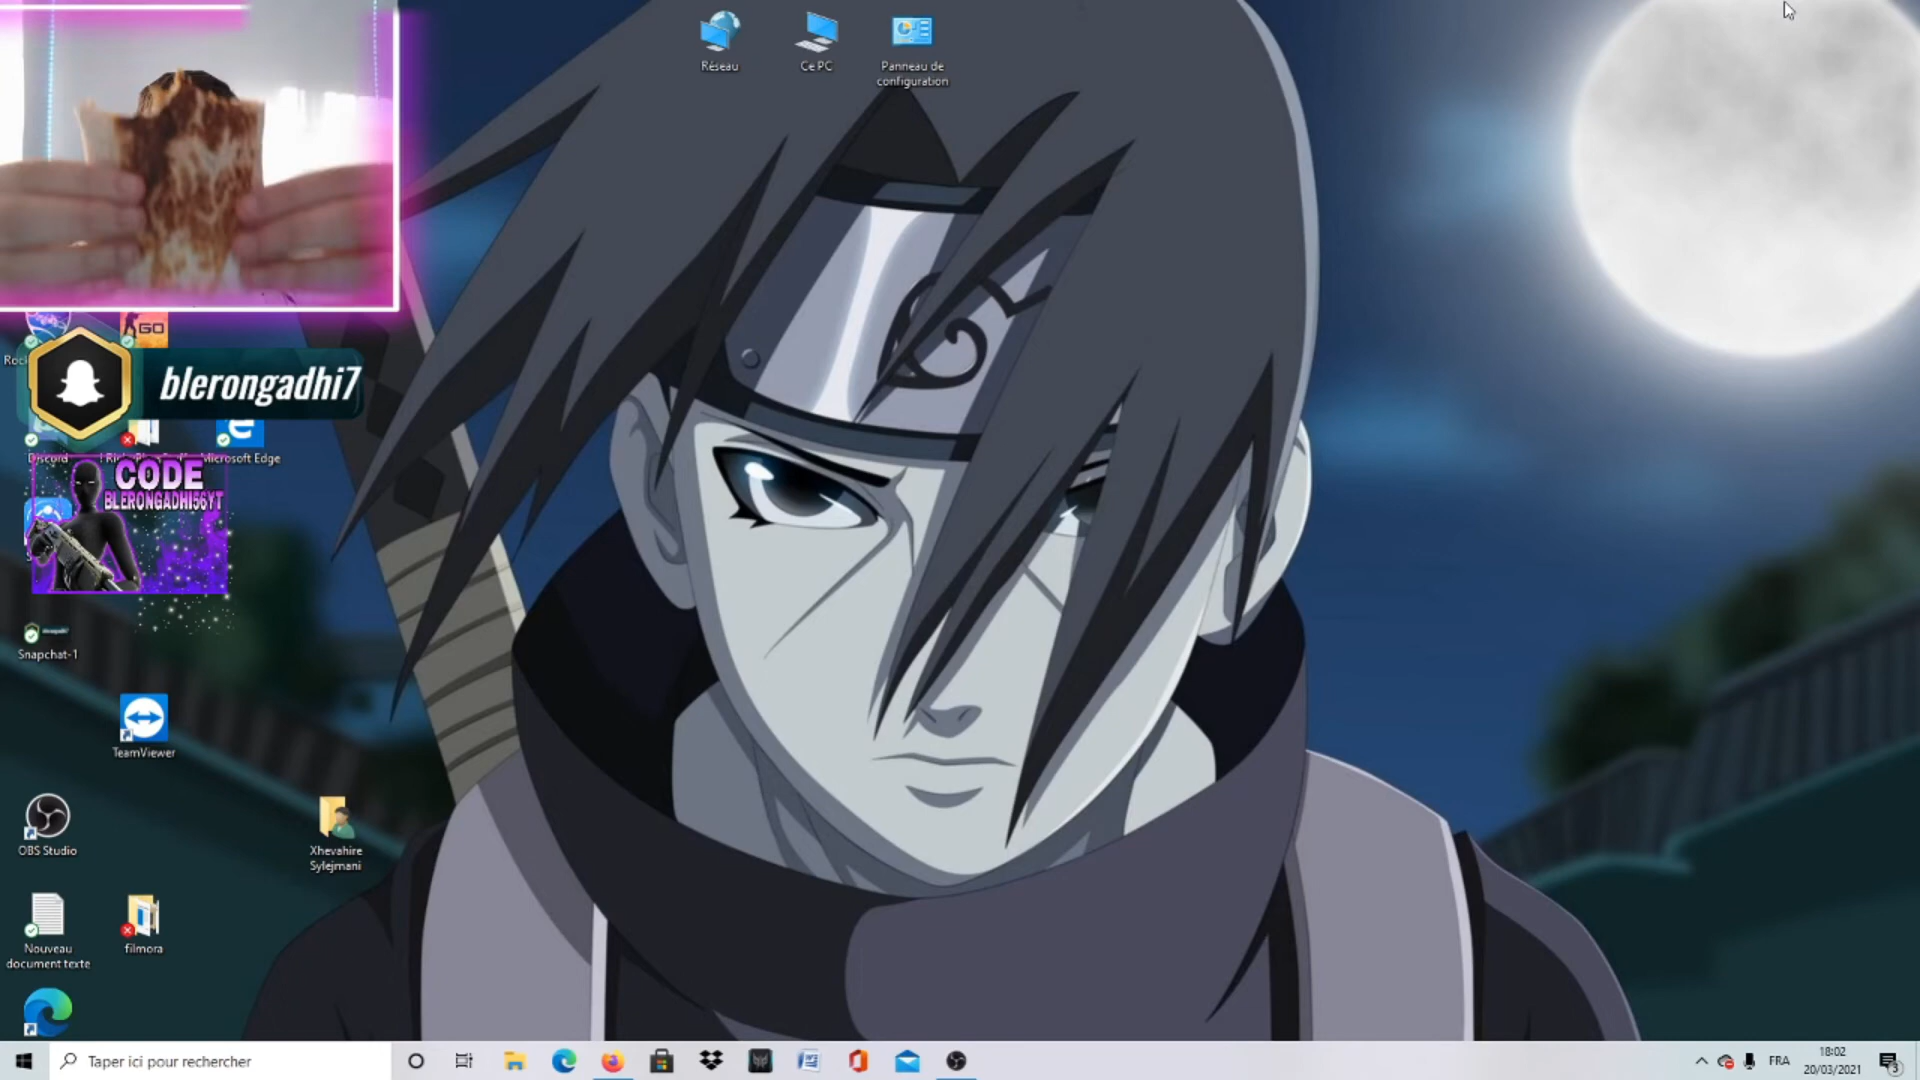 Réseau
Ce PC
Panneau de
configuration
GO
blerongadhi7
Discord
Microsoft Edge
CODE
BLERONGADHI56YT
Snapchat-1
TeamViewer
OBS Studio
Xhevahire
Sylejmani
Nouveau
document texte
filmora
Taper ici pour rechercher
FRA
18:02
20/03/2021
3